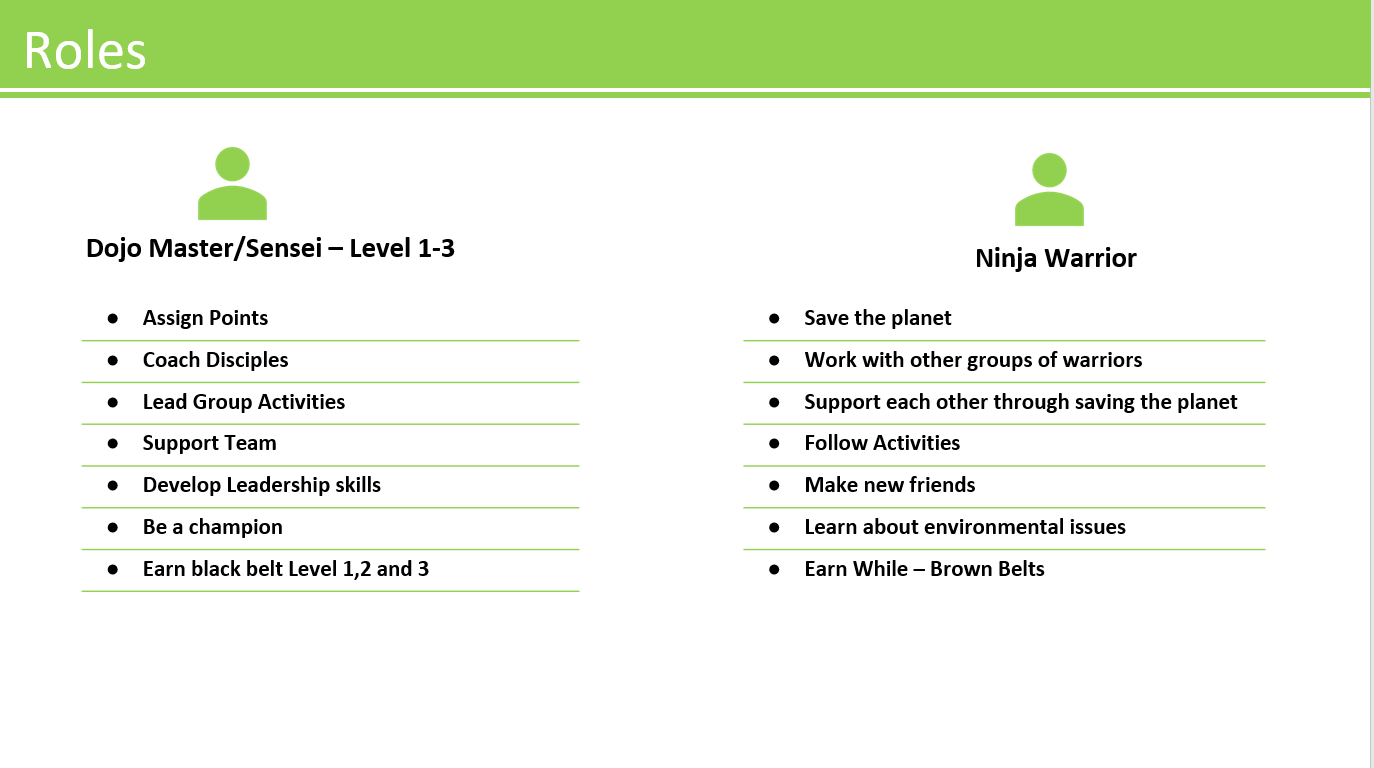 Roles
Dojo Master/Sensei – Level 1-3
● Assign Points
● Coach Disciples
● Lead Group Activities
● Support Team
● Develop Leadership skills
● Be a champion
● Earn black belt Level 1,2 and 3
Ninja Warrior
● Save the planet
● Work with other groups of warriors
● Support each other through saving the planet
● Follow Activities
● Make new friends
● Learn about environmental issues
● Earn While – Brown Belts